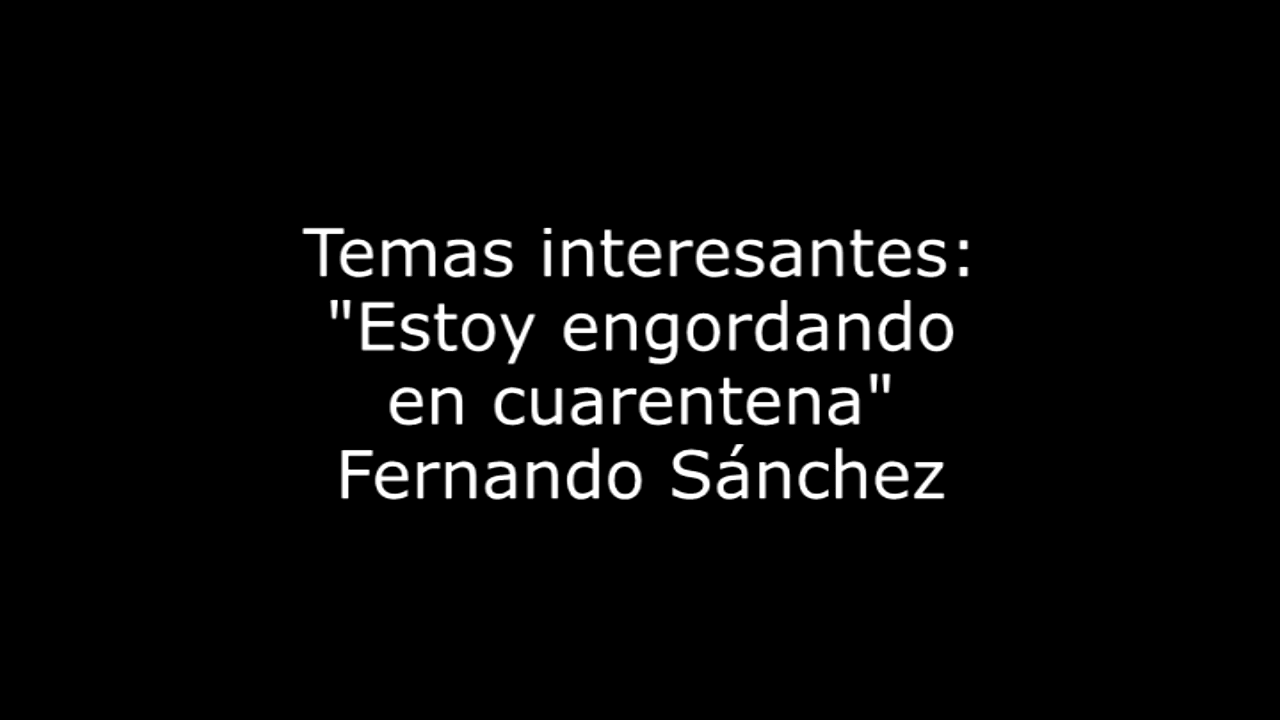 Temas interesantes:
"Estoy engordando
en cuarentena"
Fernando Sánchez